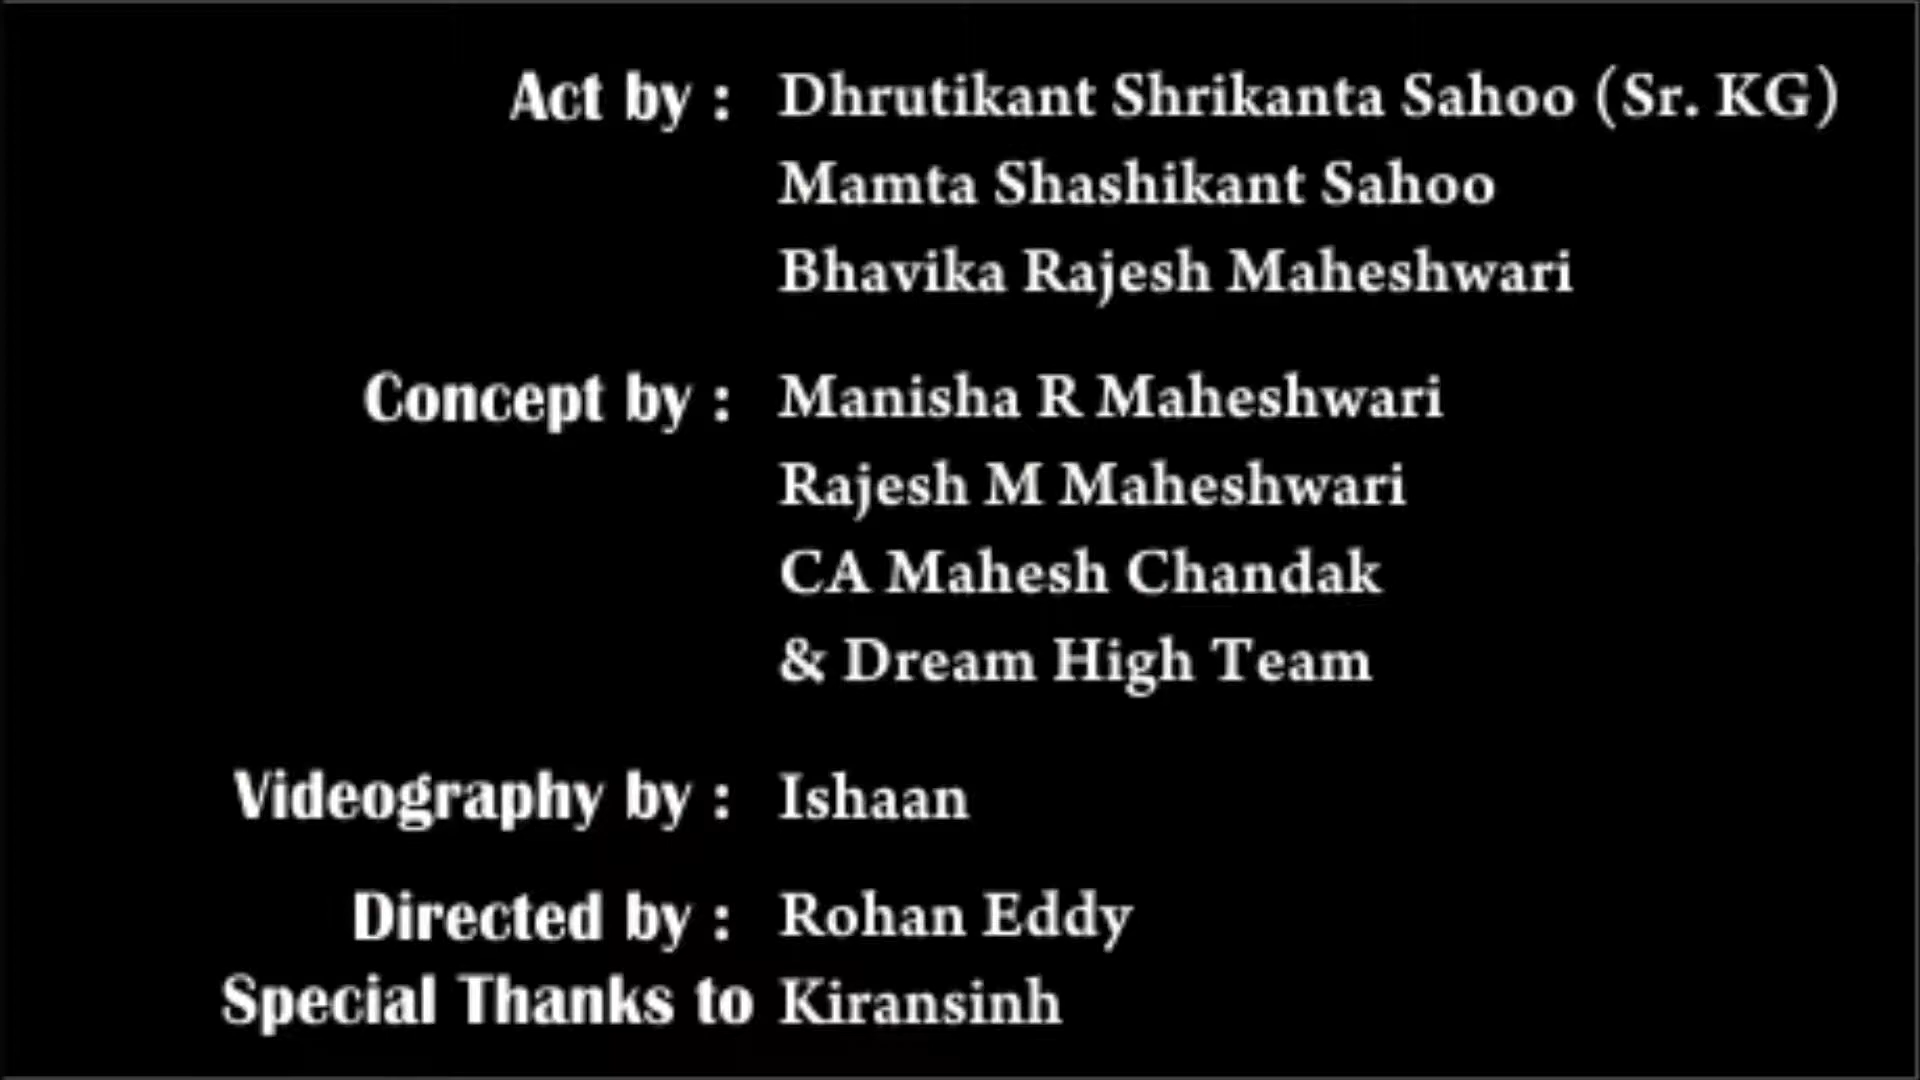 Act by : Dhrutikant Shrikanta Sahoo (Sr. KG)
Mamta Shashikant Sahoo
Bhavika Rajesh Maheshwari
Concept by : Manisha R Maheshwari
Rajesh M Maheshwari
CA Mahesh Chandak
& Dream High Team
Videography by : Ishaan
Directed by : Rohan Eddy
Special Thanks to Kiransinh